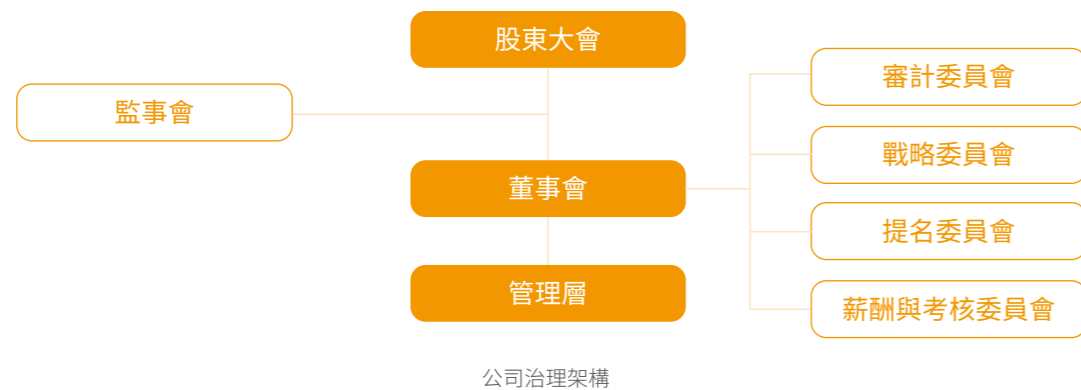 股東大會
監事會
董事會
管理層
審計委員會
戰略委員會
提名委員會
薪酬與考核委員會
公司治理架構